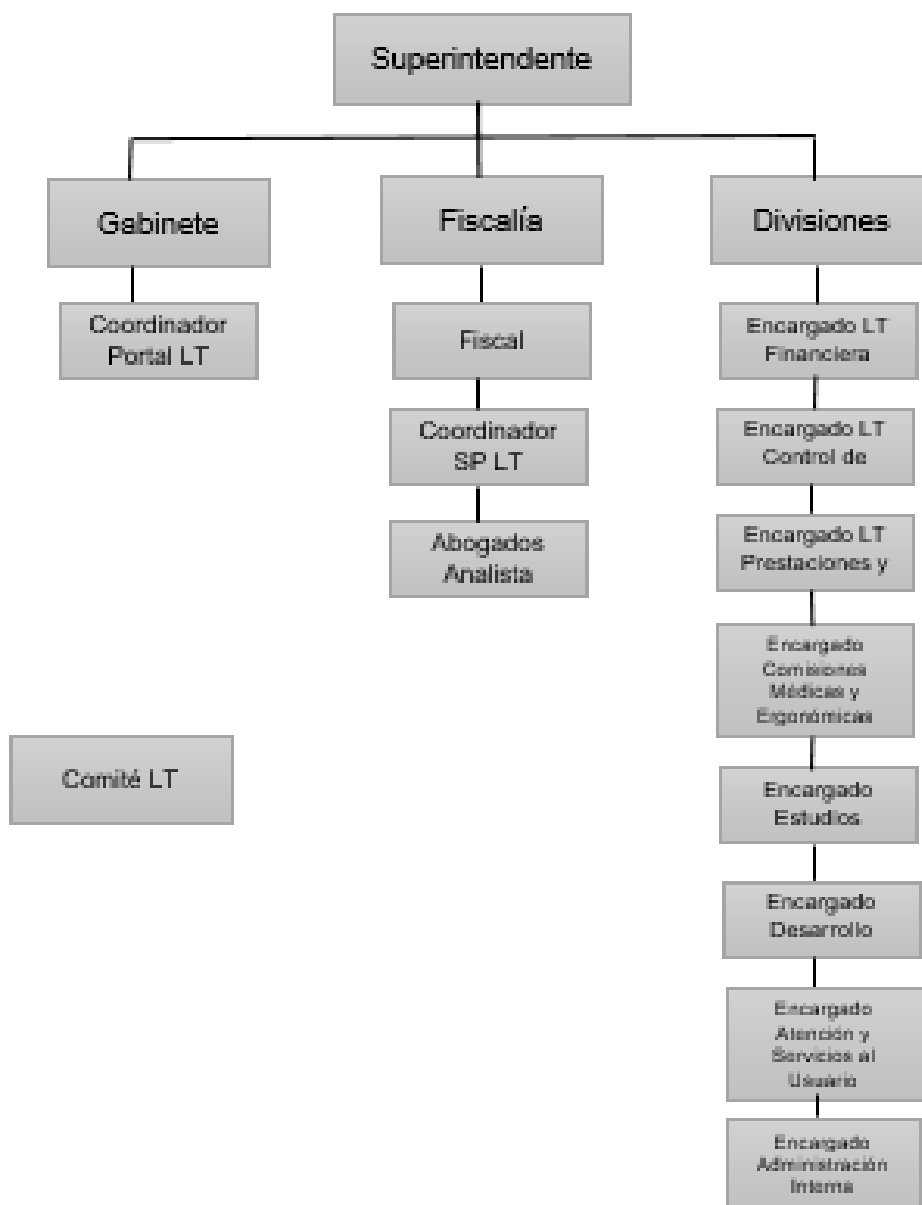 Superintendente
Gabinete
Fiscalía
Divisiones
Coordinador
Portal LT
Fiscal
Encargado LT
Financiera
Coordinador
SP LT
Encargado LT
Control de
Abogados
Analista
Encargado LT
Prestaciones y
Encargado
Comisiones
Médicas y
Ergonómicas
Comité LT
Encargado
Estudios
Encargado
Desarrollo
Encargado
Atención y
Servicios al
Usuario
Encargado
Administración
Interna